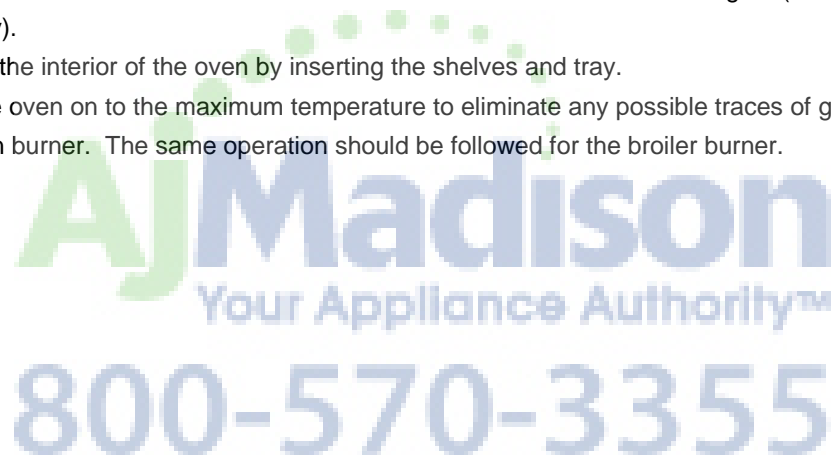 ).
the interior of the oven by inserting the shelves and tray.
oven on to the maximum temperature to eliminate any possible traces of g
burner. The same operation should be followed for the broiler burner.
AjMadison
Your Appliance Authority™
800-570-3355